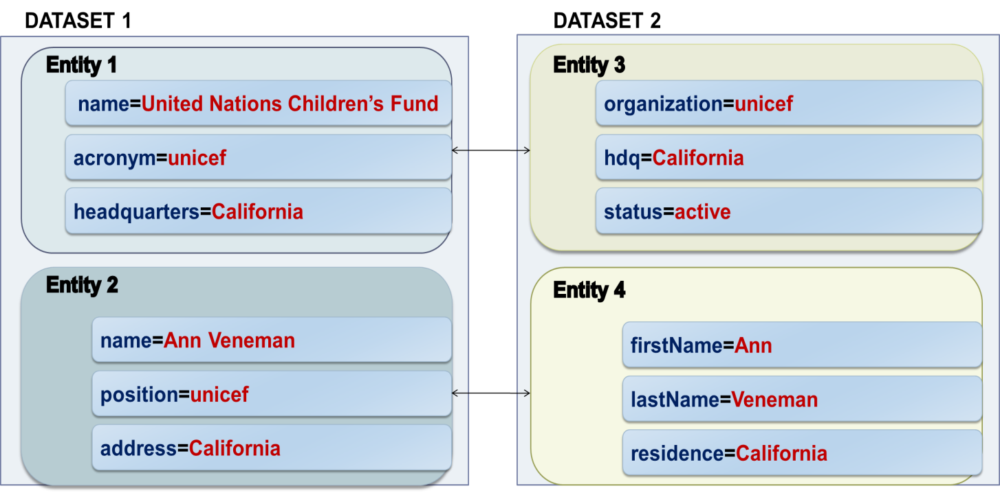 DATASET 1
Entity 1
name=United Nations Children’s Fund
acronym=unicef
headquarters=California
Entity 2
name=Ann Veneman
position=unicef
address=California
DATASET 2
Entity 3
organization=unicef
hdq=California
status=active
Entity 4
firstName=Ann
lastName=Veneman
residence=California